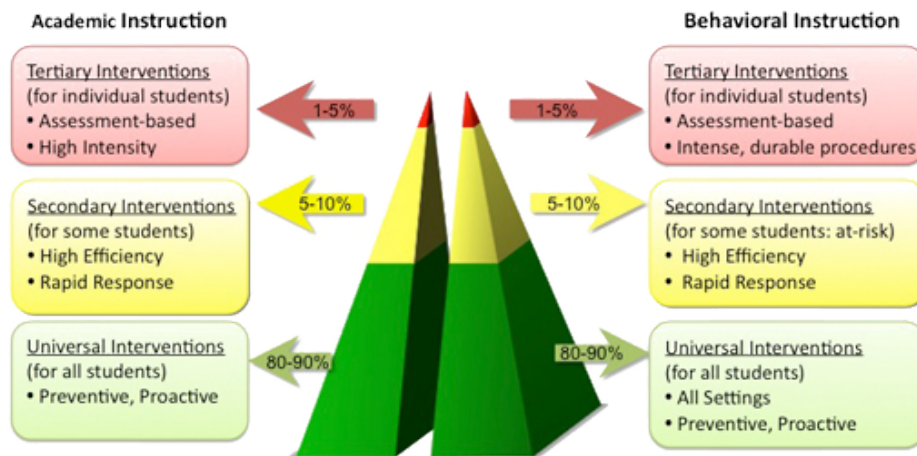 Academic Instruction
Tertiary Interventions
(for individual students)
• Assessment-based
• High Intensity
1-5%
Secondary Interventions
(for some students)
• High Efficiency
• Rapid Response
5-10%
Universal Interventions
(for all students)
• Preventive, Proactive
80-90%
Behavioral Instruction
1-5%
Tertiary Interventions
(for individual students)
• Assessment-based
• Intense, durable procedures
5-10%
Secondary Interventions
(for some students: at-risk)
• High Efficiency
• Rapid Response
80-90%
Universal Interventions
(for all students)
• All Settings
• Preventive, Proactive